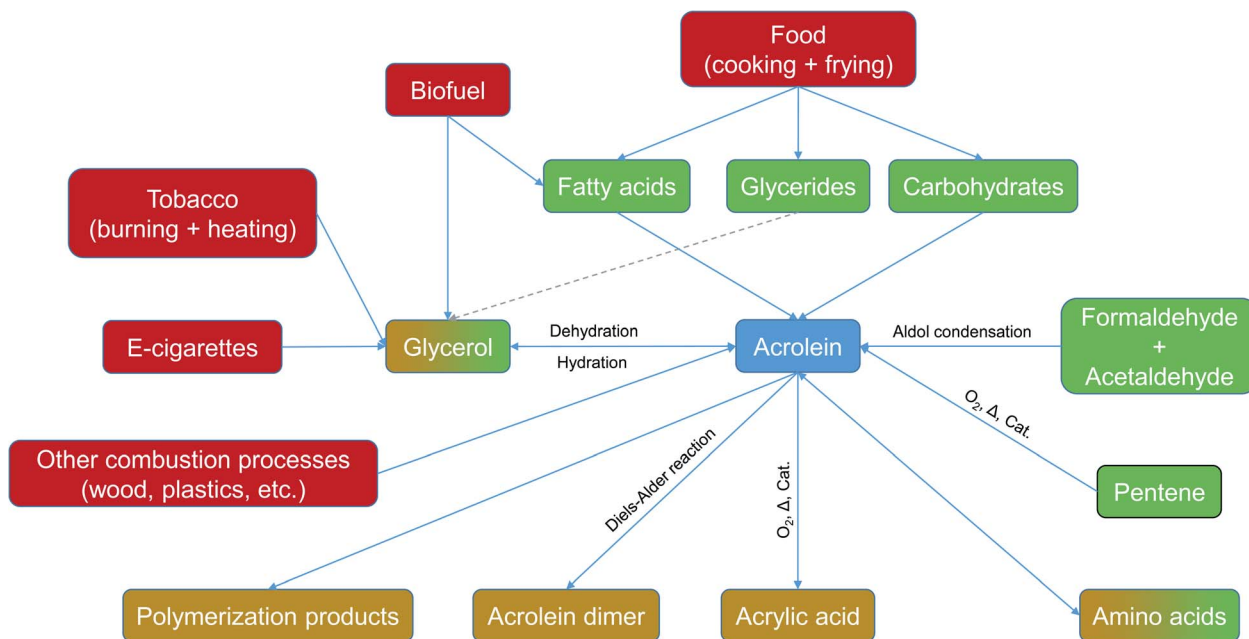 Food
(cooking + frying)
Biofuel
Fatty acids
Glycerides
Carbohydrates
Tobacco
(burning + heating)
E-cigarettes
Glycerol
Dehydration
Hydration
Acrolein
Aldol condensation
Formaldehyde
+
Acetaldehyde
O₂, Δ, Cat.
Pentene
Other combustion processes
(wood, plastics, etc.)
Diels-Alder reaction
O₂, Δ, Cat.
Polymerization products
Acrolein dimer
Acrylic acid
Amino acids